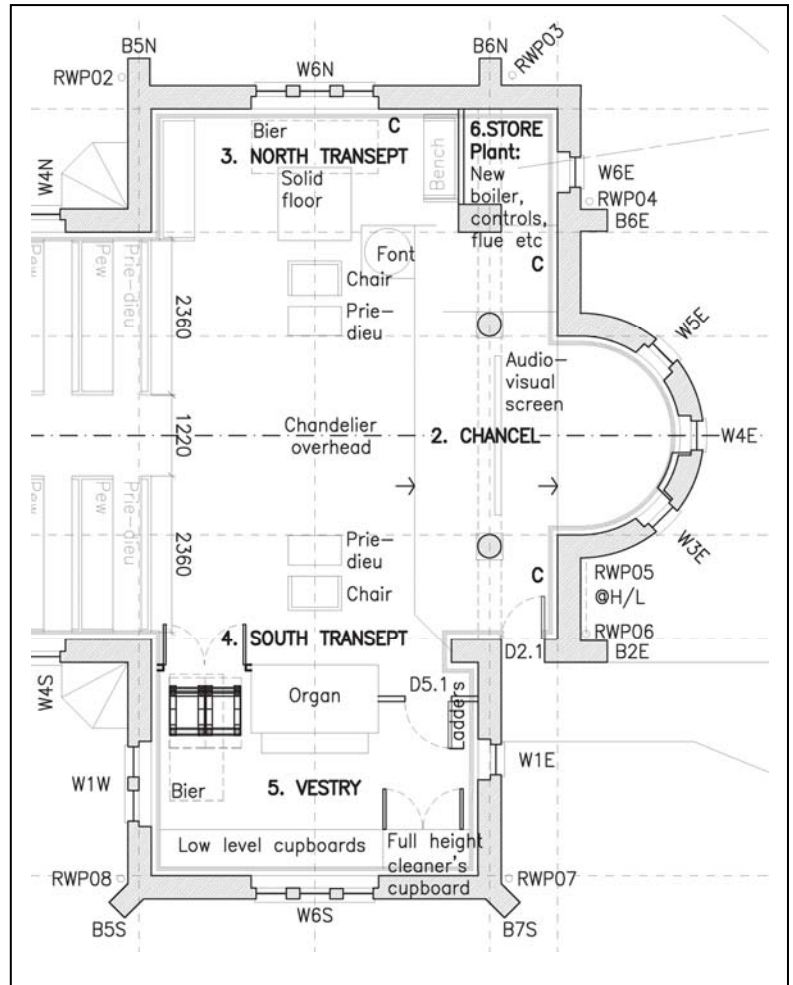 B5N
B6N
RWP03
RWP02
W6N
Bier
C
6.STORE
Plant:
New
boiler,
controls,
flue etc
3. NORTH TRANSEPT
Solid
floor
Bench
W6E
RWP04
B6E
W4N
C
Font
Chair
Prie-
dieu
Pew
Pew
Prie-dieu
2360
W5E
Audio-
visual
screen
Chandelier
overhead
1220
2. CHANCEL
W4E
Pew
Pew
Prie-dieu
2360
Prie-
dieu
Chair
W3E
C
RWP05
@H/L
RWP06
B2E
D2.1
4. SOUTH TRANSEPT
W4S
Organ
D5.1
Ladders
W1W
W1E
Bier
5. VESTRY
Low level cupboards
Full height
cleaner's
cupboard
RWP08
RWP07
W6S
B5S
B7S